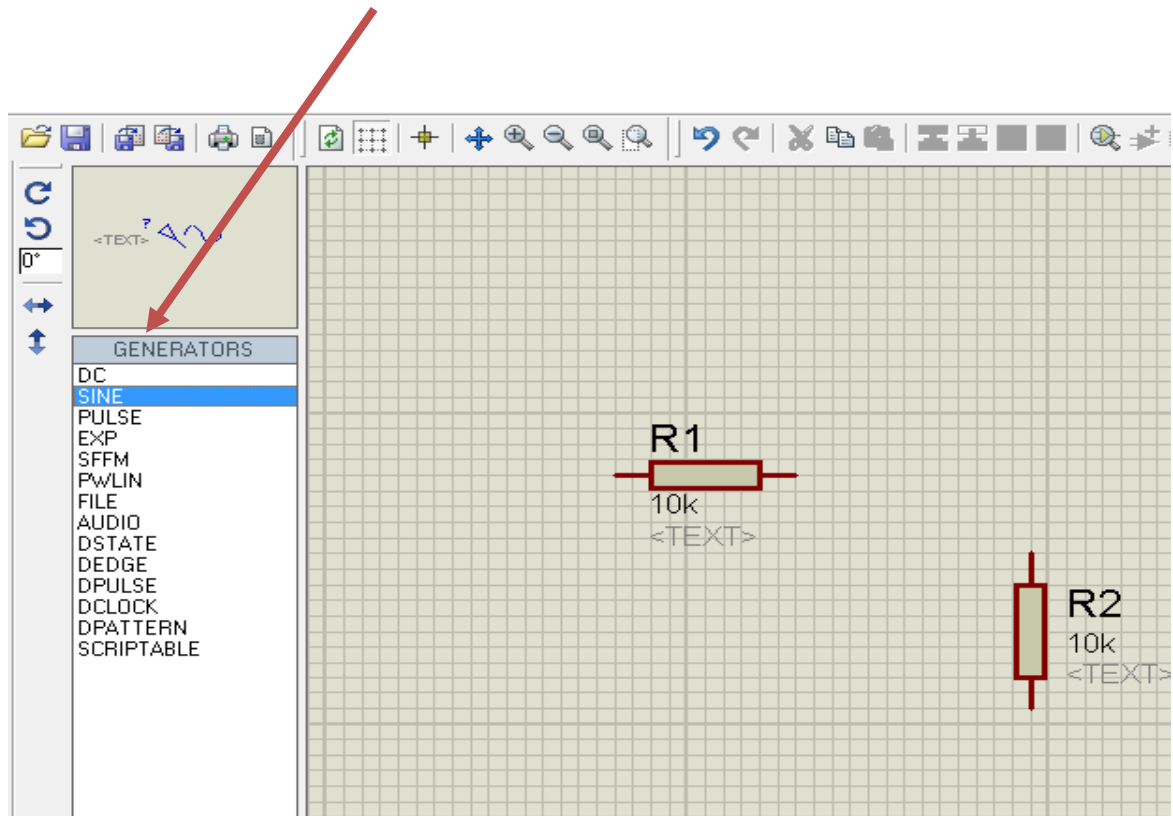 <TEXT>
?
0°
GENERATORS
DC
SINE
PULSE
EXP
SFFM
PWLIN
FILE
AUDIO
DSTATE
DEDGE
DPULSE
DCLOCK
DPATTERN
SCRIPTABLE
R1
10k
<TEXT>
R2
10k
<TEXT>